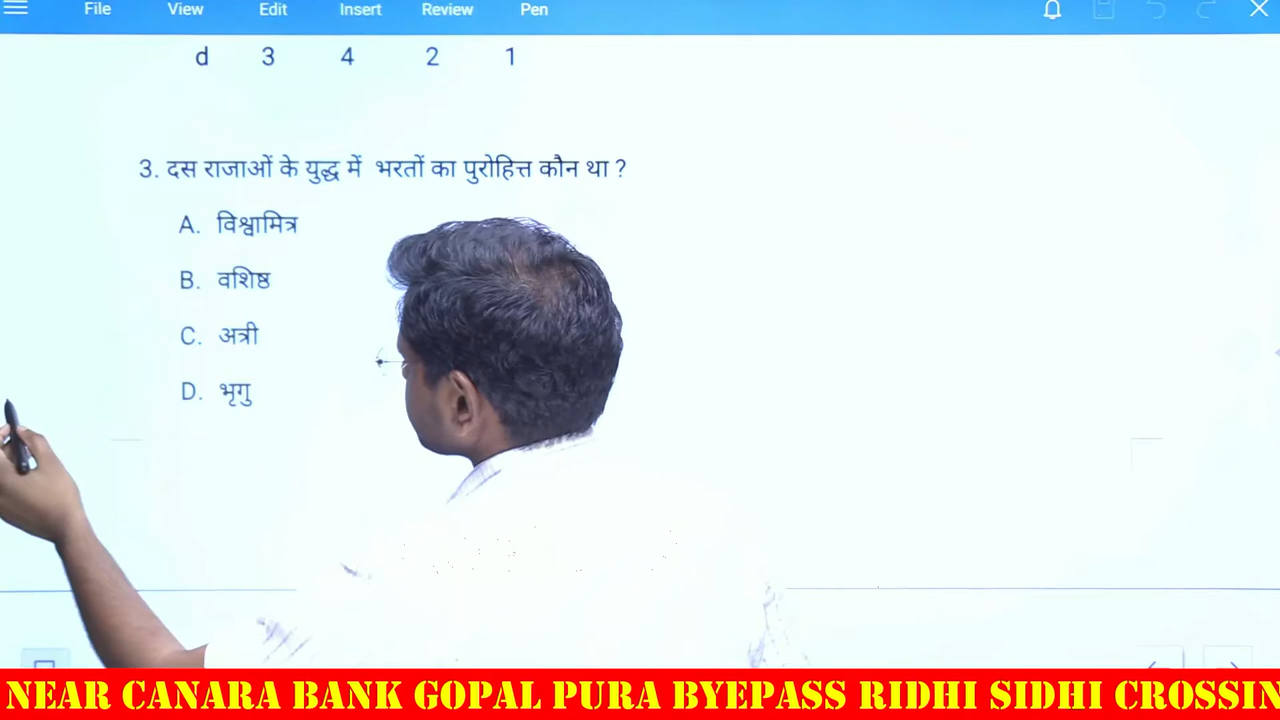 File View Edit Insert Review Pen
d 3 4 2 1
3. दस राजाओं के युद्ध में भरतों का पुरोहित्त कौन था ?
A. विश्वामित्र
B. वशिष्ठ
C. अत्री
D. भृगु
NEAR CANARA BANK GOPAL PURA BYEPASS RIDHI SIDHI CROSSIN